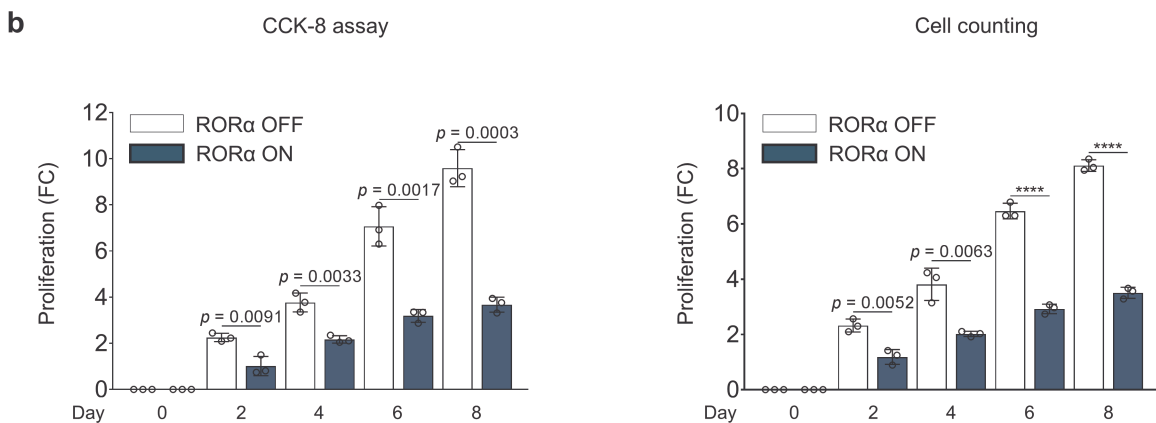 b
CCK-8 assay
Proliferation (FC)
12
10
8
6
4
2
0
RORα OFF
RORα ON
p = 0.0091
p = 0.0033
p = 0.0017
p = 0.0003
Day 0 2 4 6 8
Cell counting
Proliferation (FC)
10
8
6
4
2
0
RORα OFF
RORα ON
p = 0.0052
p = 0.0063
****
****
Day 0 2 4 6 8